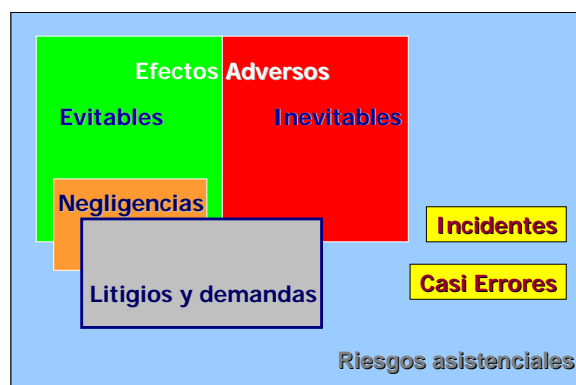 Efectos Adversos
Evitables
Inevitables
Negligencias
Incidentes
Casi Errores
Litigios y demandas
Riesgos asistenciales